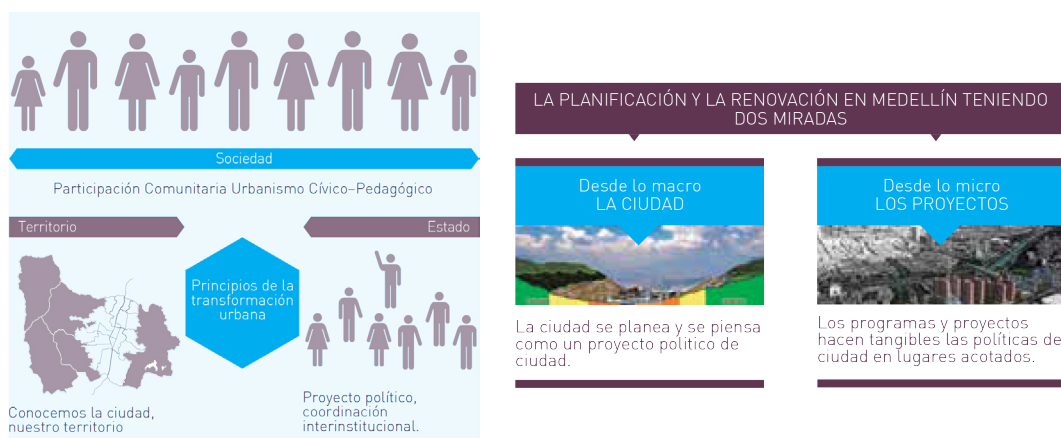 Sociedad
Participación Comunitaria Urbanismo Cívico-Pedagógico
Territorio
Estado
Principios de la
transformación
urbana
Conocemos la ciudad,
nuestro territorio
Proyecto político,
coordinación
interinstitucional.
LA PLANIFICACIÓN Y LA RENOVACIÓN EN MEDELLÍN TENIENDO
DOS MIRADAS
Desde lo macro
LA CIUDAD
La ciudad se planea y se piensa
como un proyecto politico de
ciudad.
Desde lo micro
LOS PROYECTOS
Los programas y proyectos
hacen tangibles las políticas de
ciudad en lugares acotados.